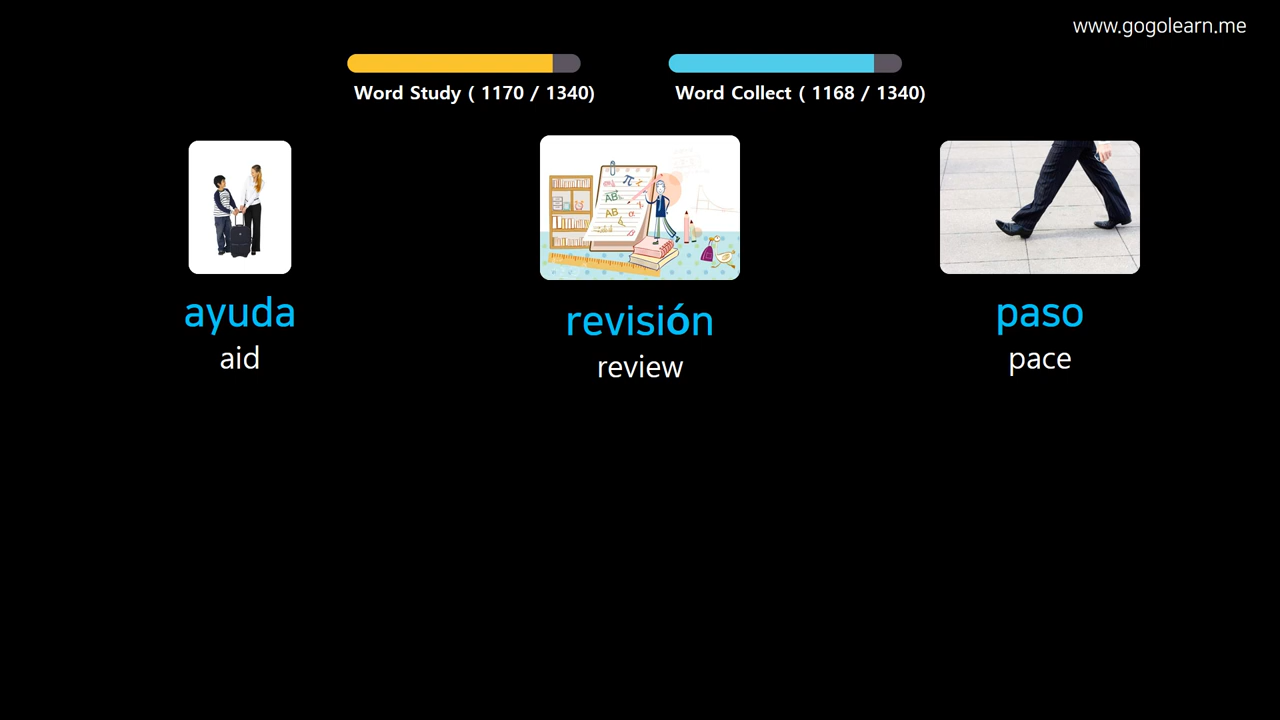 www.gogolearn.me
Word Study ( 1170 / 1340)
Word Collect ( 1168 / 1340)
ayuda
aid
revisión
review
paso
pace